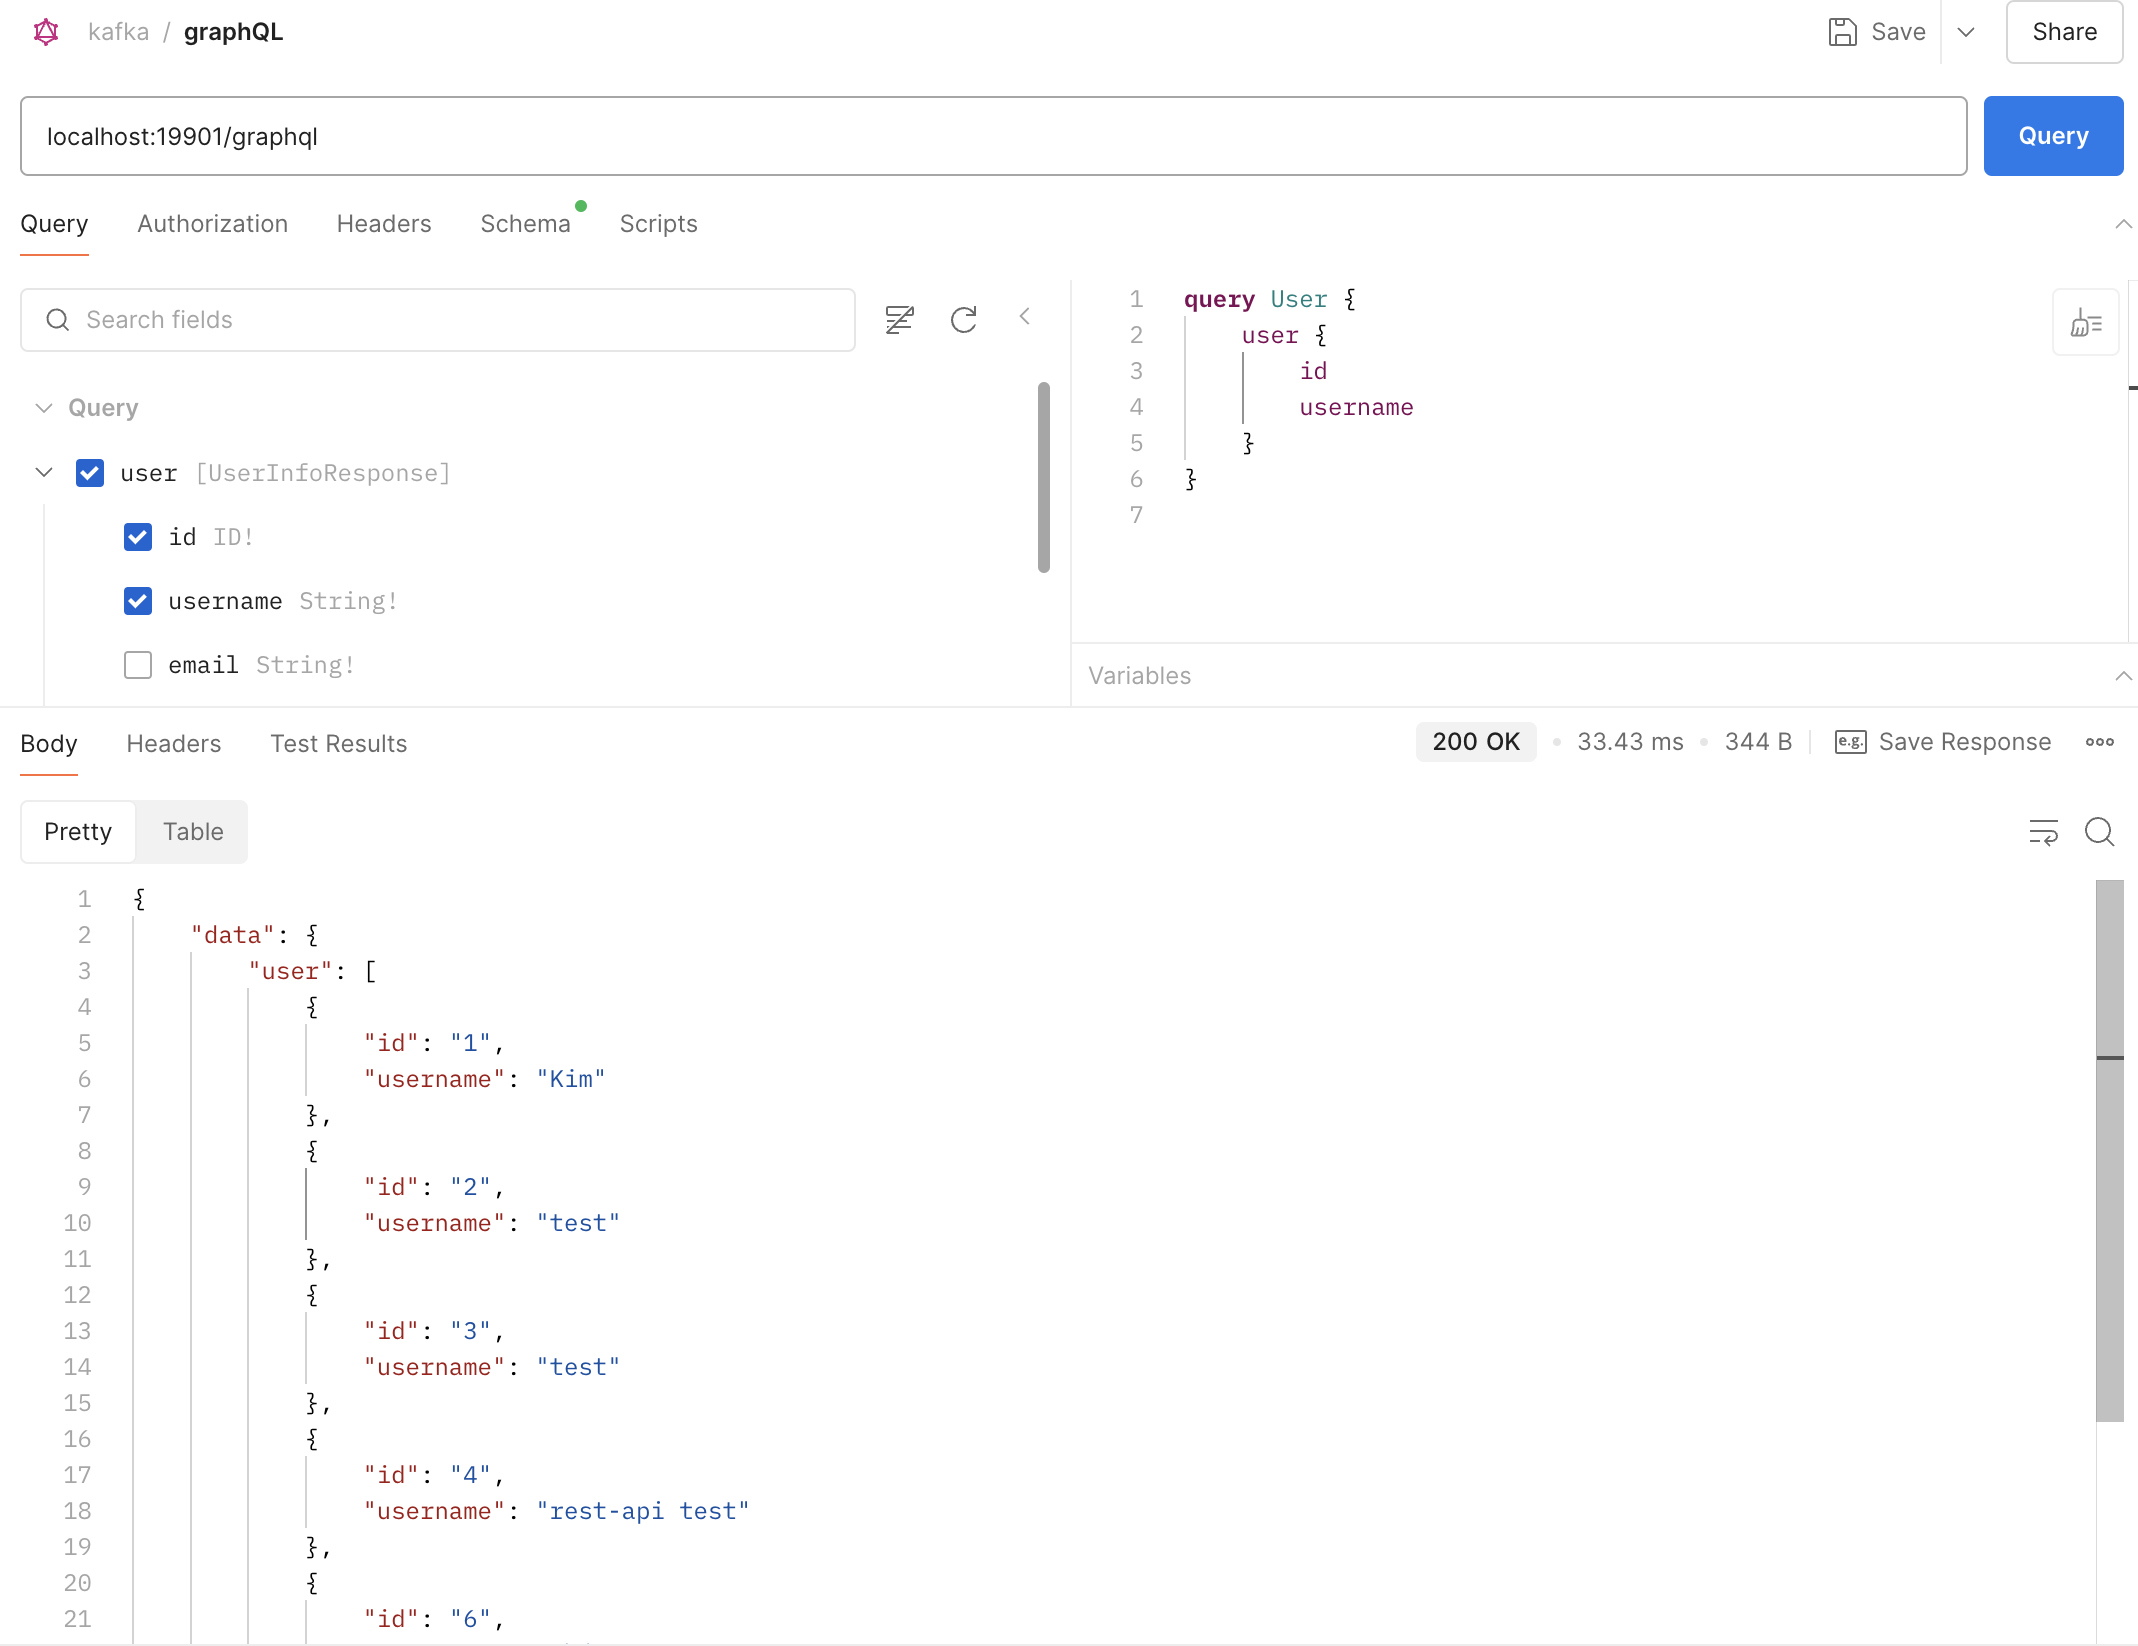 kafka / graphQL
Save
Share
localhost:19901/graphql
Query
Query Authorization Headers Schema Scripts
Search fields
Query
user [UserInfoResponse]
id ID!
username String!
email String!
1 query User {
2 user {
3 id
4 username
5 }
6 }
7
Variables
Body Headers Test Results
200 OK • 33.43 ms • 344 B
e.g. Save Response
Pretty Table
1 {
2 "data": {
3 "user": [
4 {
5 "id": "1",
6 "username": "Kim"
7 },
8 {
9 "id": "2",
10 "username": "test"
11 },
12 {
13 "id": "3",
14 "username": "test"
15 },
16 {
17 "id": "4",
18 "username": "rest-api test"
19 },
20 {
21 "id": "6",